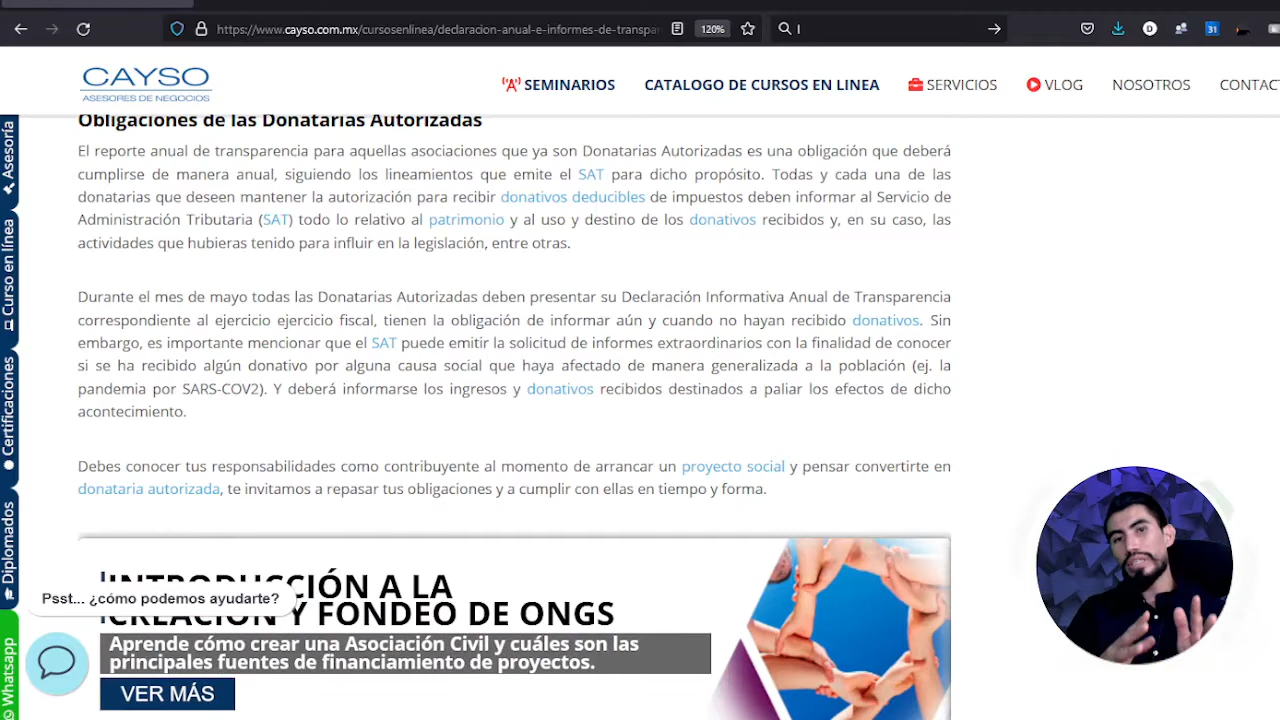 https://www.cayso.com.mx/cursosenlinea/declaracion-anual-e-informes-de-transpa
120%
31
CAYSO
ASESORES DE NEGOCIOS
SEMINARIOS
CATALOGO DE CURSOS EN LINEA
SERVICIOS
VLOG
NOSOTROS
CONTAC
Asesoría
Curso en línea
Certificaciones
Diplomados
Whatsapp
Obligaciones de las Donatarias Autorizadas
El reporte anual de transparencia para aquellas asociaciones que ya son Donatarias Autorizadas es una obligación que deberá
cumplirse de manera anual, siguiendo los lineamientos que emite el SAT para dicho propósito. Todas y cada una de las
donatarias que deseen mantener la autorización para recibir donativos deducibles de impuestos deben informar al Servicio de
Administración Tributaria (SAT) todo lo relativo al patrimonio y al uso y destino de los donativos recibidos y, en su caso, las
actividades que hubieras tenido para influir en la legislación, entre otras.
Durante el mes de mayo todas las Donatarias Autorizadas deben presentar su Declaración Informativa Anual de Transparencia
correspondiente al ejercicio ejercicio fiscal, tienen la obligación de informar aún y cuando no hayan recibido donativos. Sin
embargo, es importante mencionar que el SAT puede emitir la solicitud de informes extraordinarios con la finalidad de conocer
si se ha recibido algún donativo por alguna causa social que haya afectado de manera generalizada a la población (ej. la
pandemia por SARS-COV2). Y deberá informarse los ingresos y donativos recibidos destinados a paliar los efectos de dicho
acontecimiento.
Debes conocer tus responsabilidades como contribuyente al momento de arrancar un proyecto social y pensar convertirte en
donataria autorizada, te invitamos a repasar tus obligaciones y a cumplir con ellas en tiempo y forma.
INTRODUCCIÓN A LA
CREACIÓN Y FONDEO DE ONGS
Psst... ¿cómo podemos ayudarte?
Aprende cómo crear una Asociación Civil y cuáles son las
principales fuentes de financiamiento de proyectos.
VER MÁS